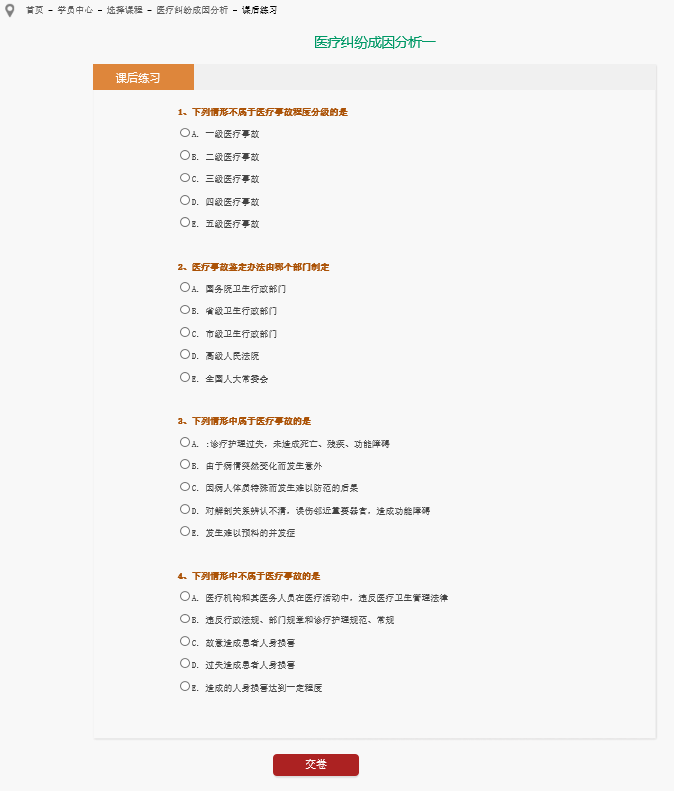 首页 - 学员中心 - 选择课程 - 医疗纠纷成因分析 - 课后练习
医疗纠纷成因分析一
课后练习
1、下列情形不属于医疗事故程度分级的是
A. 一级医疗事故
B. 二级医疗事故
C. 三级医疗事故
D. 四级医疗事故
E. 五级医疗事故
2、医疗事故鉴定办法由哪个部门制定
A. 国务院卫生行政部门
B. 省级卫生行政部门
C. 市级卫生行政部门
D. 高级人民法院
E. 全国人大常委会
3、下列情形中属于医疗事故的是
A. :诊疗护理过失，未造成死亡、残疾、功能障碍
B. 由于病情突然变化而发生意外
C. 因病人体质特殊而发生难以防范的后果
D. 对解剖关系辨认不清，误伤邻近重要器官，造成功能障碍
E. 发生难以预料的并发症
4、下列情形中不属于医疗事故的是
A. 医疗机构和其医务人员在医疗活动中，违反医疗卫生管理法律
B. 违反行政法规、部门规章和诊疗护理规范、常规
C. 故意造成患者人身损害
D. 过失造成患者人身损害
E. 造成的人身损害达到一定程度
交卷